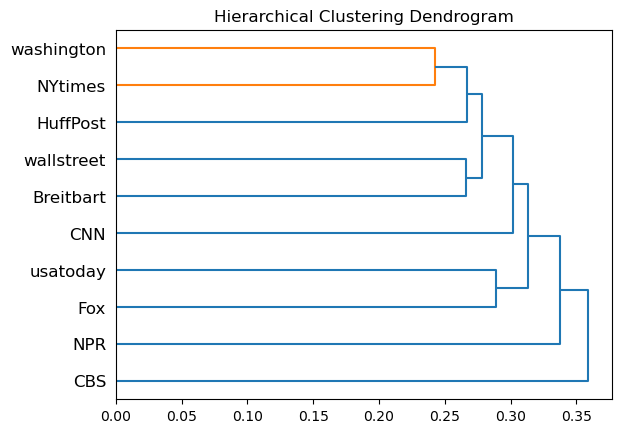 Hierarchical Clustering Dendrogram
washington
NYtimes
HuffPost
wallstreet
Breitbart
CNN
usatoday
Fox
NPR
CBS
0.00 0.05 0.10 0.15 0.20 0.25 0.30 0.35